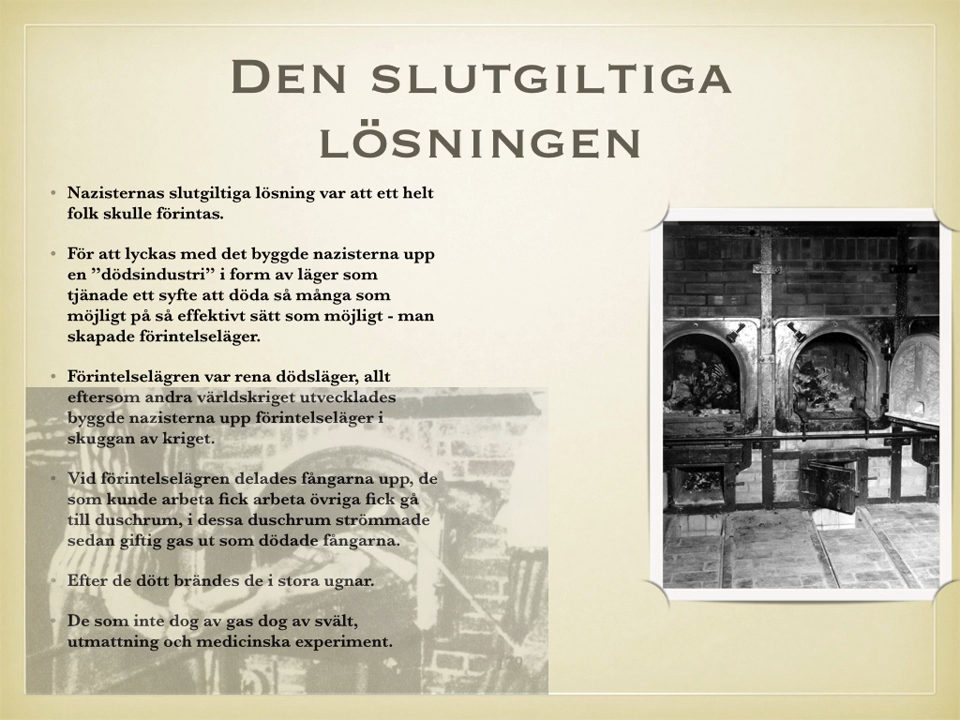 Den slutgiltiga
lösningen
• Nazisternas slutgiltiga lösning var att ett helt
folk skulle förintas.
• För att lyckas med det byggde nazisterna upp
en ”dödsindustri” i form av läger som
tjänade ett syfte att döda så många som
möjligt på så effektivt sätt som möjligt - man
skapade förintelseläger.
• Förintelselägren var rena dödsläger, allt
eftersom andra världskriget utvecklades
byggde nazisterna upp förintelseläger i
skuggan av kriget.
• Vid förintelselägren delades fångarna upp, de
som kunde arbeta fick arbeta övriga fick gå
till duschrum, i dessa duschrum strömmade
sedan giftig gas ut som dödade fångarna.
• Efter de dött brändes de i stora ugnar.
• De som inte dog av gas dog av svält,
utmattning och medicinska experiment.